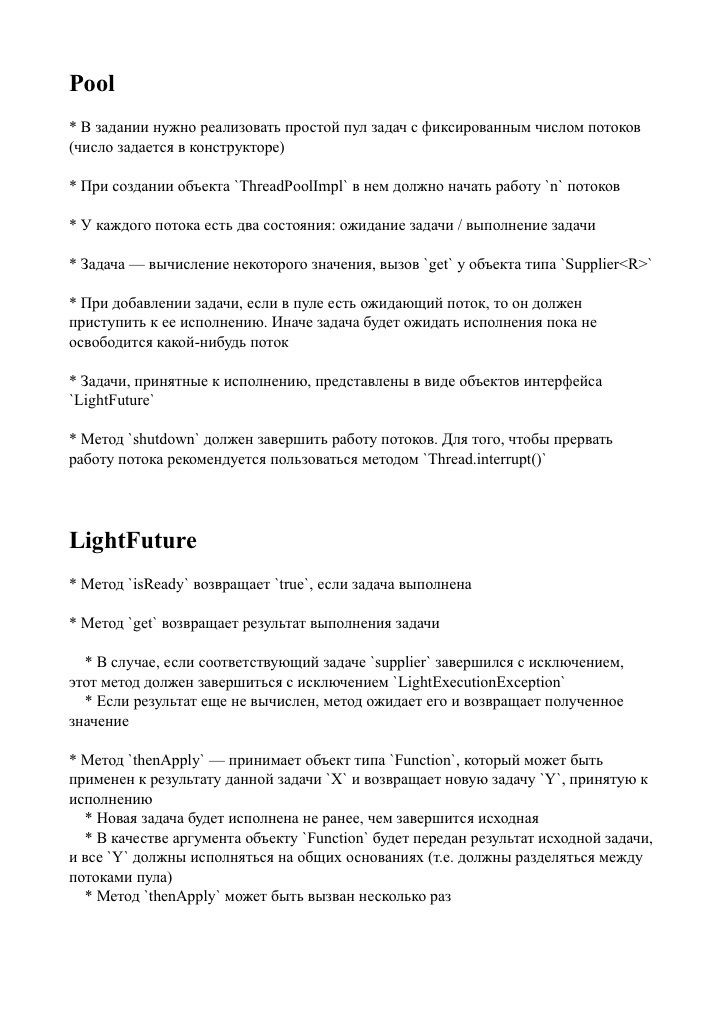 Pool
* В задании нужно реализовать простой пул задач с фиксированным числом потоков
(число задается в конструкторе)
* При создании объекта `ThreadPoolImpl` в нем должно начать работу `n` потоков
* У каждого потока есть два состояния: ожидание задачи / выполнение задачи
* Задача — вычисление некоторого значения, вызов `get` у объекта типа `Supplier<R>`
* При добавлении задачи, если в пуле есть ожидающий поток, то он должен
приступить к ее исполнению. Иначе задача будет ожидать исполнения пока не
освободится какой-нибудь поток
* Задачи, принятые к исполнению, представлены в виде объектов интерфейса
`LightFuture`
* Метод `shutdown` должен завершить работу потоков. Для того, чтобы прервать
работу потока рекомендуется пользоваться методом `Thread.interrupt()`
LightFuture
* Метод `isReady` возвращает `true`, если задача выполнена
* Метод `get` возвращает результат выполнения задачи
* В случае, если соответствующий задаче `supplier` завершился с исключением,
этот метод должен завершиться с исключением `LightExecutionException`
* Если результат еще не вычислен, метод ожидает его и возвращает полученное
значение
* Метод `thenApply` — принимает объект типа `Function`, который может быть
применен к результату данной задачи `X` и возвращает новую задачу `Y`, принятую к
исполнению
* Новая задача будет исполнена не ранее, чем завершится исходная
* В качестве аргумента объекту `Function` будет передан результат исходной задачи,
и все `Y` должны исполняться на общих основаниях (т.е. должны разделяться между
потоками пула)
* Метод `thenApply` может быть вызван несколько раз